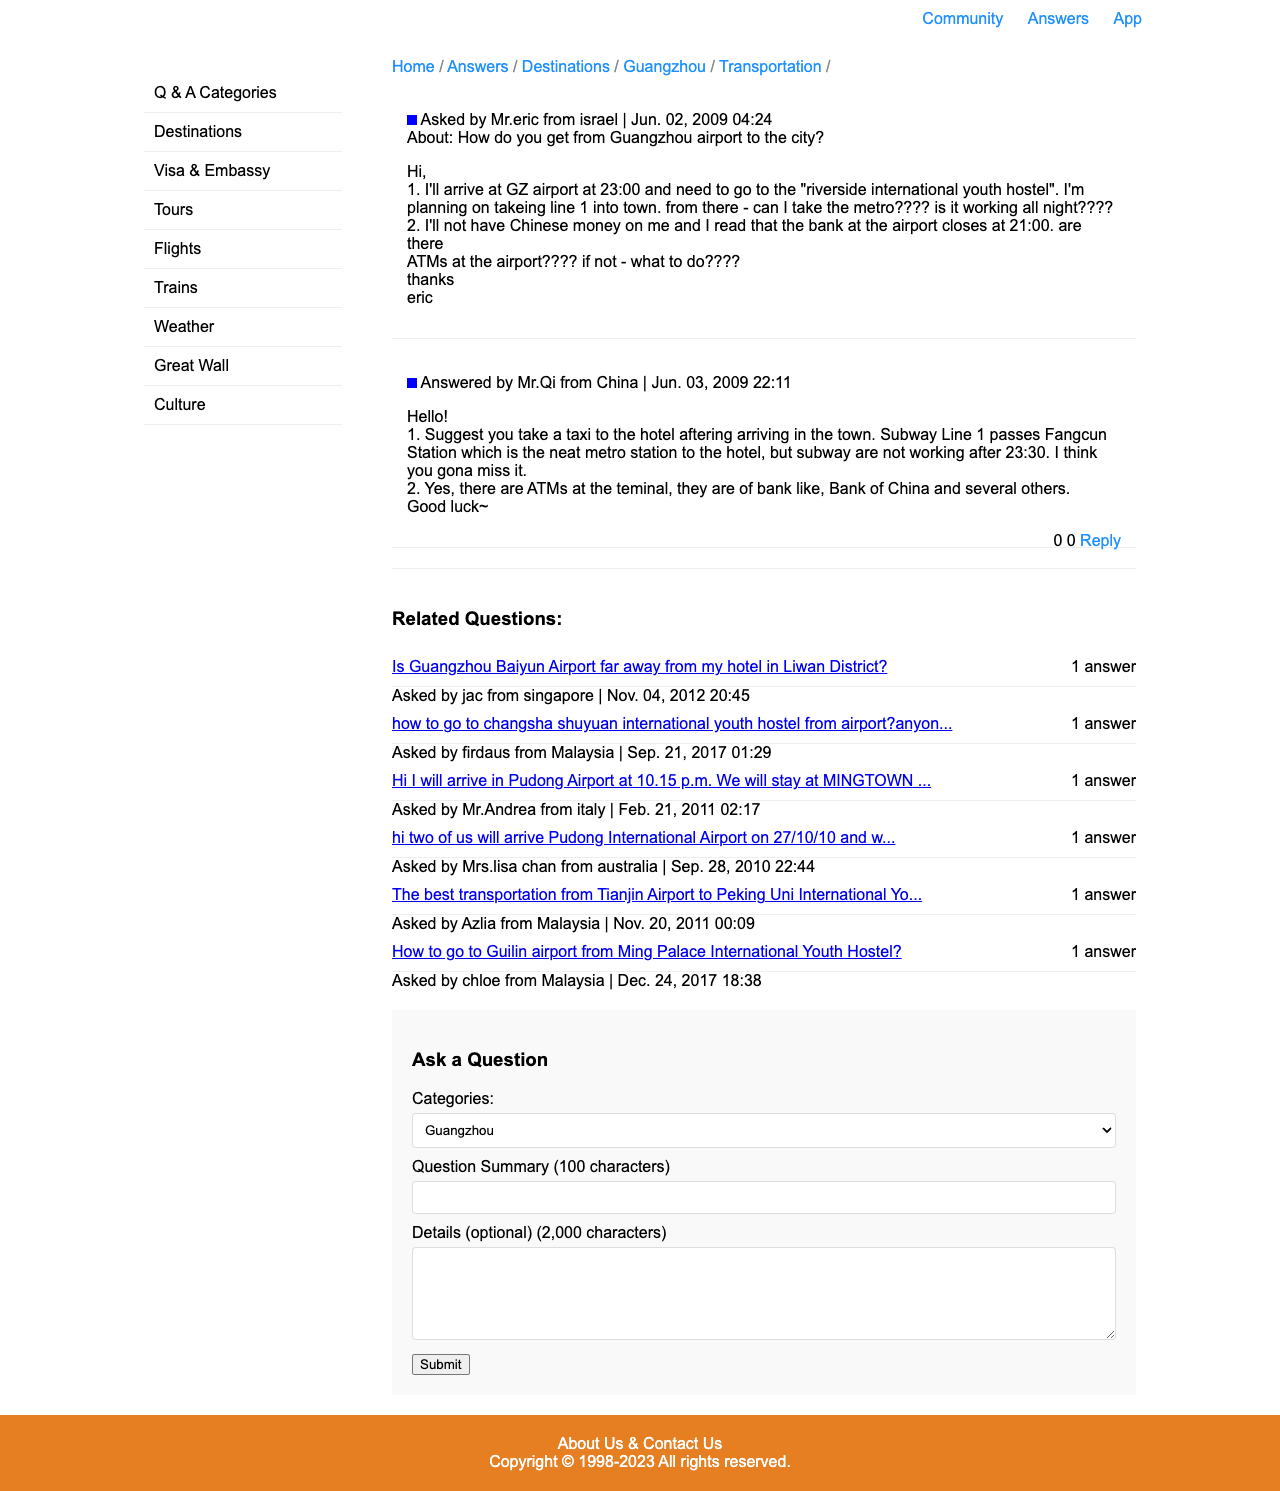 Community Answers App
Home / Answers / Destinations / Guangzhou / Transportation /
Q & A Categories
Destinations
Visa & Embassy
Tours
Flights
Trains
Weather
Great Wall
Culture
Asked by Mr.eric from israel | Jun. 02, 2009 04:24
About: How do you get from Guangzhou airport to the city?
Hi,
1. I'll arrive at GZ airport at 23:00 and need to go to the "riverside international youth hostel". I'm
planning on takeing line 1 into town. from there - can I take the metro???? is it working all night????
2. I'll not have Chinese money on me and I read that the bank at the airport closes at 21:00. are
there
ATMs at the airport???? if not - what to do????
thanks
eric
Answered by Mr.Qi from China | Jun. 03, 2009 22:11
Hello!
1. Suggest you take a taxi to the hotel aftering arriving in the town. Subway Line 1 passes Fangcun
Station which is the neat metro station to the hotel, but subway are not working after 23:30. I think
you gona miss it.
2. Yes, there are ATMs at the teminal, they are of bank like, Bank of China and several others.
Good luck~
0 0 Reply
Related Questions:
Is Guangzhou Baiyun Airport far away from my hotel in Liwan District? 1 answer
Asked by jac from singapore | Nov. 04, 2012 20:45
how to go to changsha shuyuan international youth hostel from airport?anyon... 1 answer
Asked by firdaus from Malaysia | Sep. 21, 2017 01:29
Hi I will arrive in Pudong Airport at 10.15 p.m. We will stay at MINGTOWN ... 1 answer
Asked by Mr.Andrea from italy | Feb. 21, 2011 02:17
hi two of us will arrive Pudong International Airport on 27/10/10 and w... 1 answer
Asked by Mrs.lisa chan from australia | Sep. 28, 2010 22:44
The best transportation from Tianjin Airport to Peking Uni International Yo... 1 answer
Asked by Azlia from Malaysia | Nov. 20, 2011 00:09
How to go to Guilin airport from Ming Palace International Youth Hostel? 1 answer
Asked by chloe from Malaysia | Dec. 24, 2017 18:38
Ask a Question
Categories:
Guangzhou
Question Summary (100 characters)
Details (optional) (2,000 characters)
Submit
About Us & Contact Us
Copyright © 1998-2023 All rights reserved.